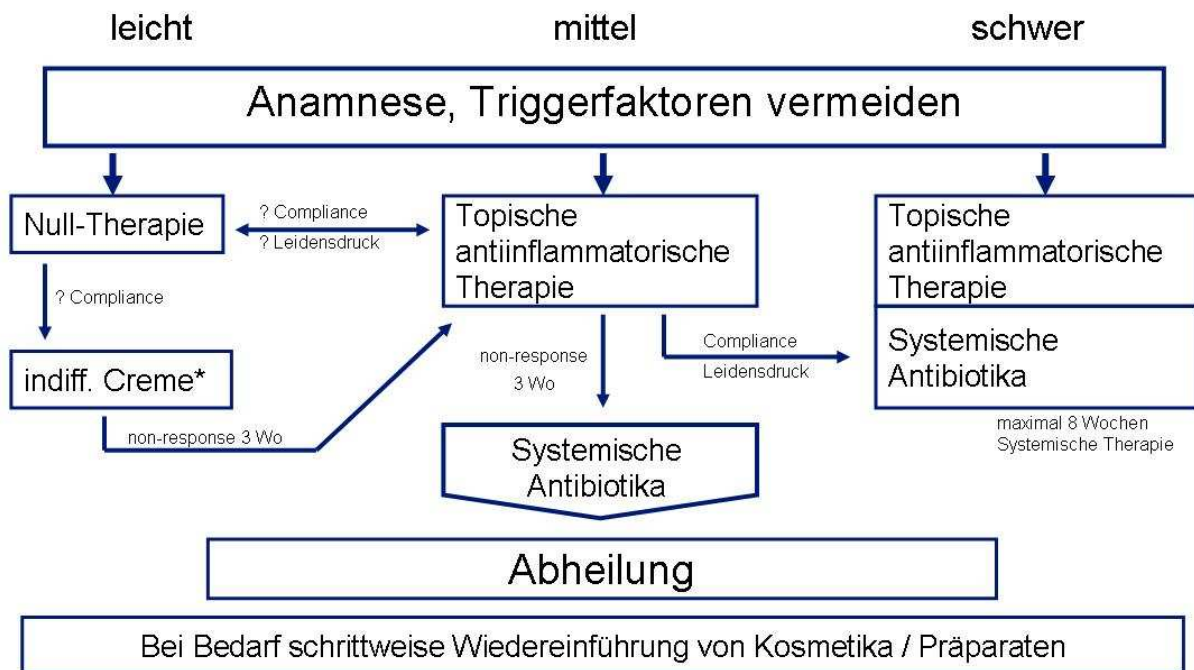 leicht
mittel
schwer
Anamnese, Triggerfaktoren vermeiden
Null-Therapie
? Compliance
? Leidensdruck
Topische
antiinflammatorische
Therapie
Topische
antiinflammatorische
Therapie
? Compliance
indiff. Creme*
non-response 3 Wo
non-response
3 Wo
Compliance
Leidensdruck
Systemische
Antibiotika
maximal 8 Wochen
Systemische Therapie
Systemische
Antibiotika
Abheilung
Bei Bedarf schrittweise Wiedereinführung von Kosmetika / Präparaten